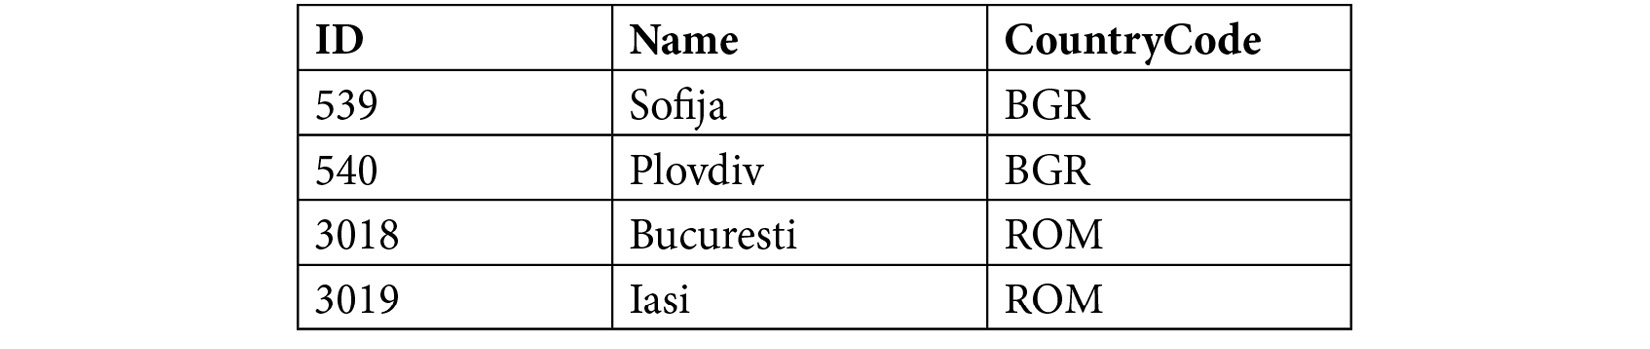 ID Name CountryCode
539 Sofija BGR
540 Plovdiv BGR
3018 Bucuresti ROM
3019 Iasi ROM